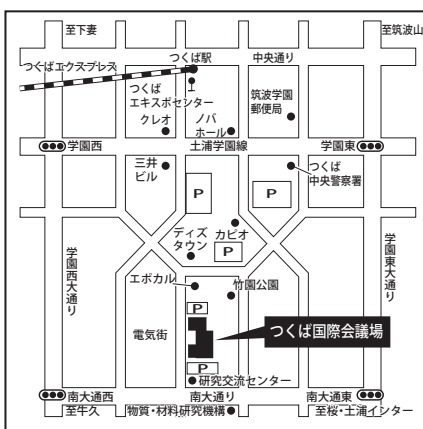 至下妻
至筑波山
つくば駅
中央通り
つくばエクスプレス
つくば
エキスポセンター
筑波学園
郵便局
クレオ
ノバ
ホール
学園西
土浦学園線
学園東
三井
ビル
P
P
つくば
中央警察署
ディズ
タウン
カピオ
P
学園西大通り
学園東大通り
エポカル
竹園公園
P
電気街
つくば国際会議場
P
研究交流センター
南大通西
南大通り
南大通東
至牛久
物質・材料研究機構
至桜・土浦インター